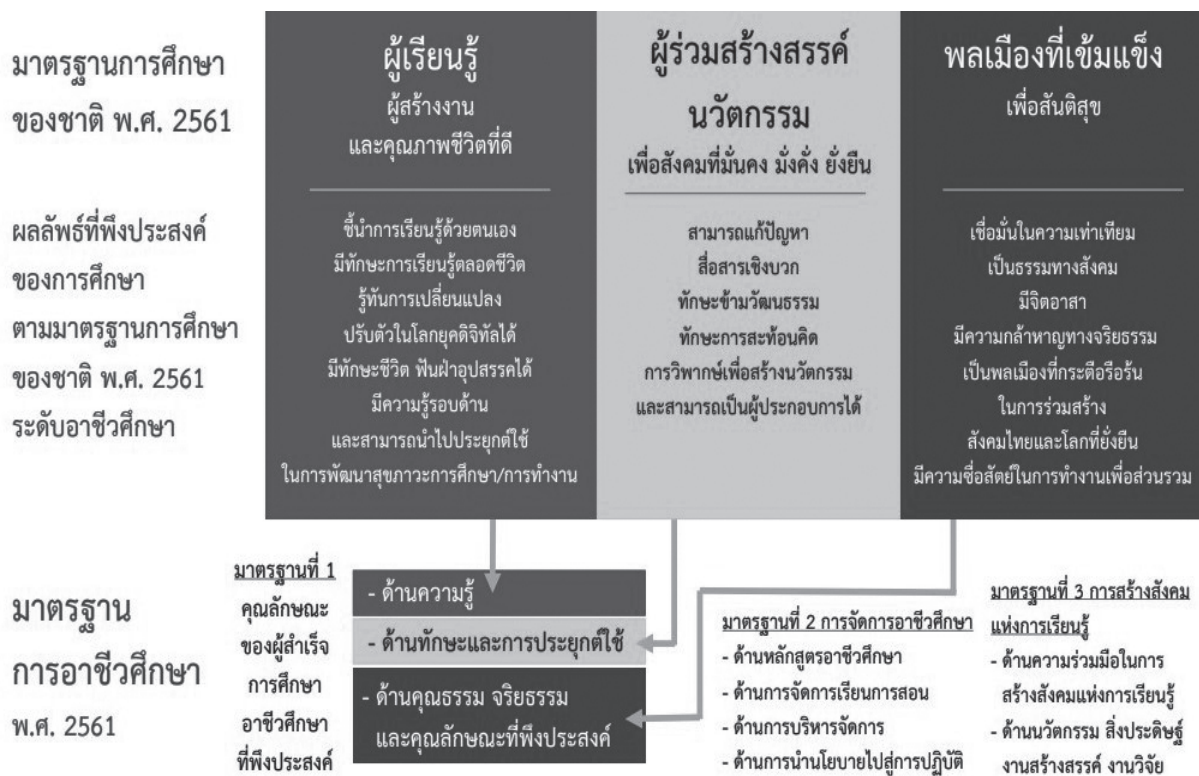 มาตรฐานการศึกษา
ของชาติ พ.ศ. 2561
ผู้เรียนรู้
ผู้สร้างงาน
และคุณภาพชีวิตที่ดี
ผู้ร่วมสร้างสรรค์
นวัตกรรม
เพื่อสังคมที่มั่นคง มั่งคั่ง ยั่งยืน
พลเมืองที่เข้มแข็ง
เพื่อสันติสุข
ผลลัพธ์ที่พึงประสงค์
ของการศึกษา
ตามมาตรฐานการศึกษา
ของชาติ พ.ศ. 2561
ระดับอาชีวศึกษา
ชี้นำการเรียนรู้ด้วยตนเอง
มีทักษะการเรียนรู้ตลอดชีวิต
รู้ทันการเปลี่ยนแปลง
ปรับตัวในโลกยุคดิจิทัลได้
มีทักษะชีวิต ฟันฝ่าอุปสรรคได้
มีความรู้รอบด้าน
และสามารถนำไปประยุกต์ใช้
ในการพัฒนาสุขภาวะการศึกษา/การทำงาน
สามารถแก้ปัญหา
สื่อสารเชิงบวก
ทักษะข้ามวัฒนธรรม
ทักษะการสะท้อนคิด
การวิพากษ์เพื่อสร้างนวัตกรรม
และสามารถเป็นผู้ประกอบการได้
เชื่อมั่นในความเท่าเทียม
เป็นธรรมทางสังคม
มีจิตอาสา
มีความกล้าหาญทางจริยธรรม
เป็นพลเมืองที่กระตือรือร้น
ในการร่วมสร้าง
สังคมไทยและโลกที่ยั่งยืน
มีความซื่อสัตย์ในการทำงานเพื่อส่วนรวม
มาตรฐาน
การอาชีวศึกษา
พ.ศ. 2561
มาตรฐานที่ 1
คุณลักษณะ
ของผู้สำเร็จ
การศึกษา
อาชีวศึกษา
ที่พึงประสงค์
- ด้านความรู้
- ด้านทักษะและการประยุกต์ใช้
- ด้านคุณธรรม จริยธรรม
และคุณลักษณะที่พึงประสงค์
มาตรฐานที่ 2 การจัดการอาชีวศึกษา
- ด้านหลักสูตรอาชีวศึกษา
- ด้านการจัดการเรียนการสอน
- ด้านการบริหารจัดการ
- ด้านการนำนโยบายไปสู่การปฏิบัติ
มาตรฐานที่ 3 การสร้างสังคม
แห่งการเรียนรู้
- ด้านความร่วมมือในการ
สร้างสังคมแห่งการเรียนรู้
- ด้านนวัตกรรม สิ่งประดิษฐ์
งานสร้างสรรค์ งานวิจัย